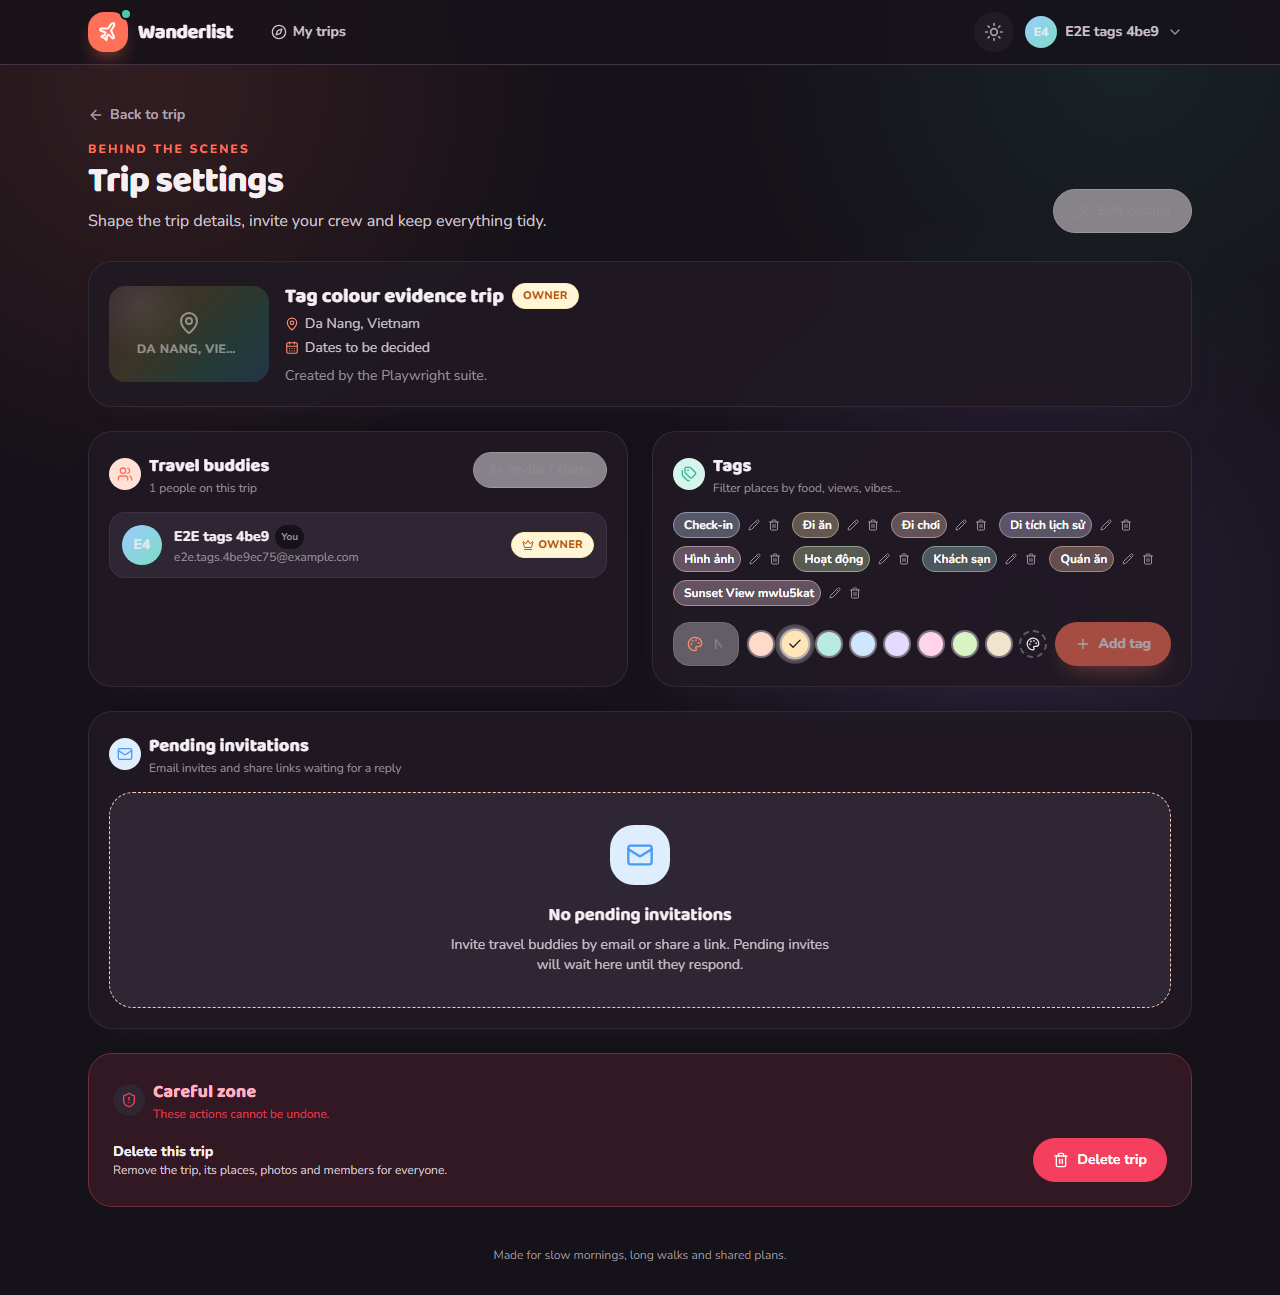 Wanderlist
My trips
E4
E2E tags 4be9
Back to trip
BEHIND THE SCENES
Trip settings
Shape the trip details, invite your crew and keep everything tidy.
Edit details
DA NANG, VIE...
Tag colour evidence trip
OWNER
Da Nang, Vietnam
Dates to be decided
Created by the Playwright suite.
Travel buddies
1 people on this trip
Invite / share
E4
E2E tags 4be9
You
e2e.tags.4be9ec75@example.com
OWNER
Tags
Filter places by food, views, vibes...
Check-in
Đi ăn
Đi chơi
Di tích lịch sử
Hình ảnh
Hoạt động
Khách sạn
Quán ăn
Sunset View mwlu5kat
Add tag
Pending invitations
Email invites and share links waiting for a reply
No pending invitations
Invite travel buddies by email or share a link. Pending invites
will wait here until they respond.
Careful zone
These actions cannot be undone.
Delete this trip
Remove the trip, its places, photos and members for everyone.
Delete trip
Made for slow mornings, long walks and shared plans.